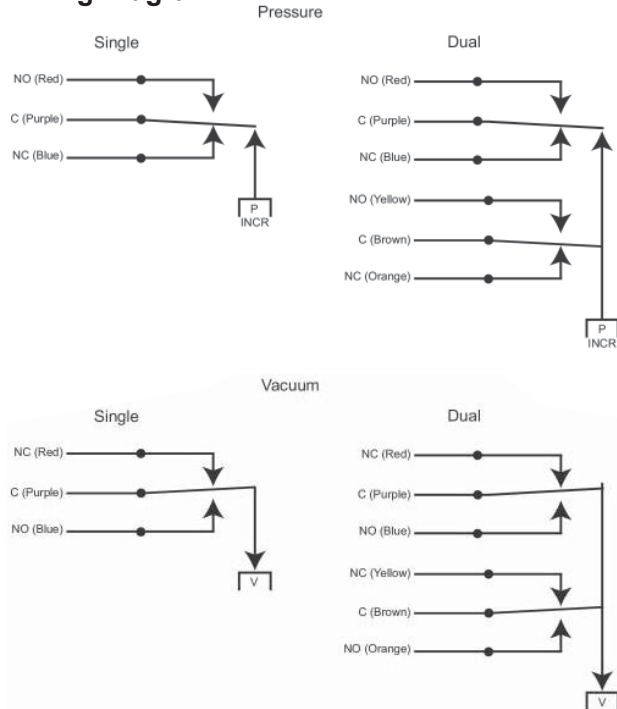 Pressure
Single
NO (Red)
C (Purple)
NC (Blue)
P
INCR
Dual
NO (Red)
C (Purple)
NC (Blue)
NO (Yellow)
C (Brown)
NC (Orange)
P
INCR
Vacuum
Single
NC (Red)
C (Purple)
NO (Blue)
V
Dual
NC (Red)
C (Purple)
NO (Blue)
NC (Yellow)
C (Brown)
NO (Orange)
V